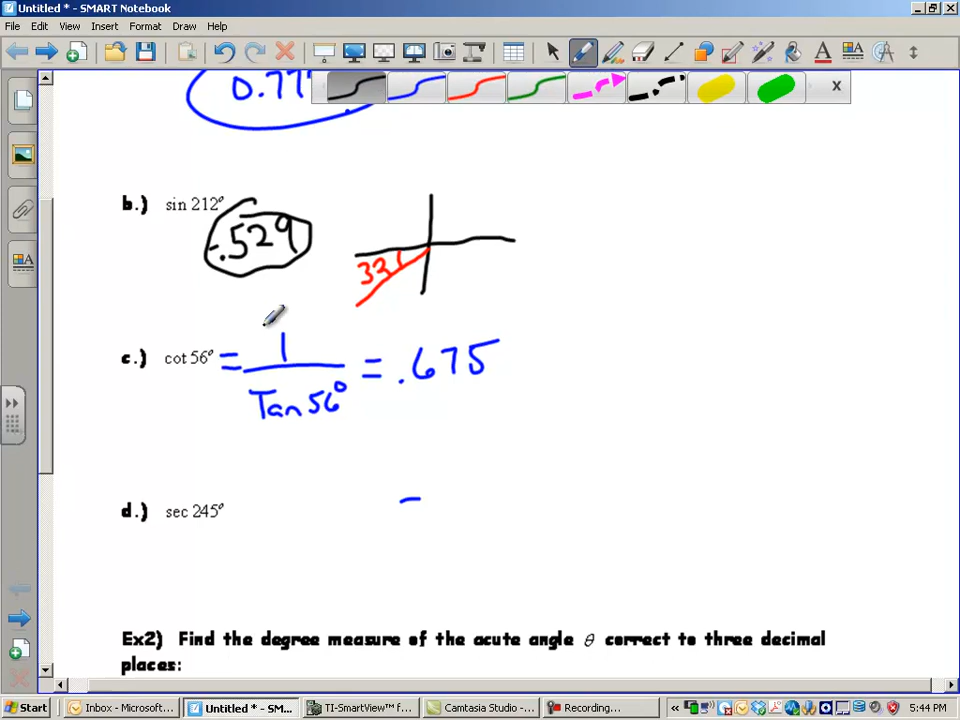 Untitled * - SMART Notebook
File Edit View Insert Format Draw Help
x
b.) sin 212°
-.529
32
c.) cot 56° = 1 / Tan 56° = .675
d.) sec 245°
Ex2) Find the degree measure of the acute angle θ correct to three decimal
places:
Start Inbox - Microsoft... Untitled * - SM... TI-SmartView f... Camtasia Studio -... Recording... « 5:44 PM